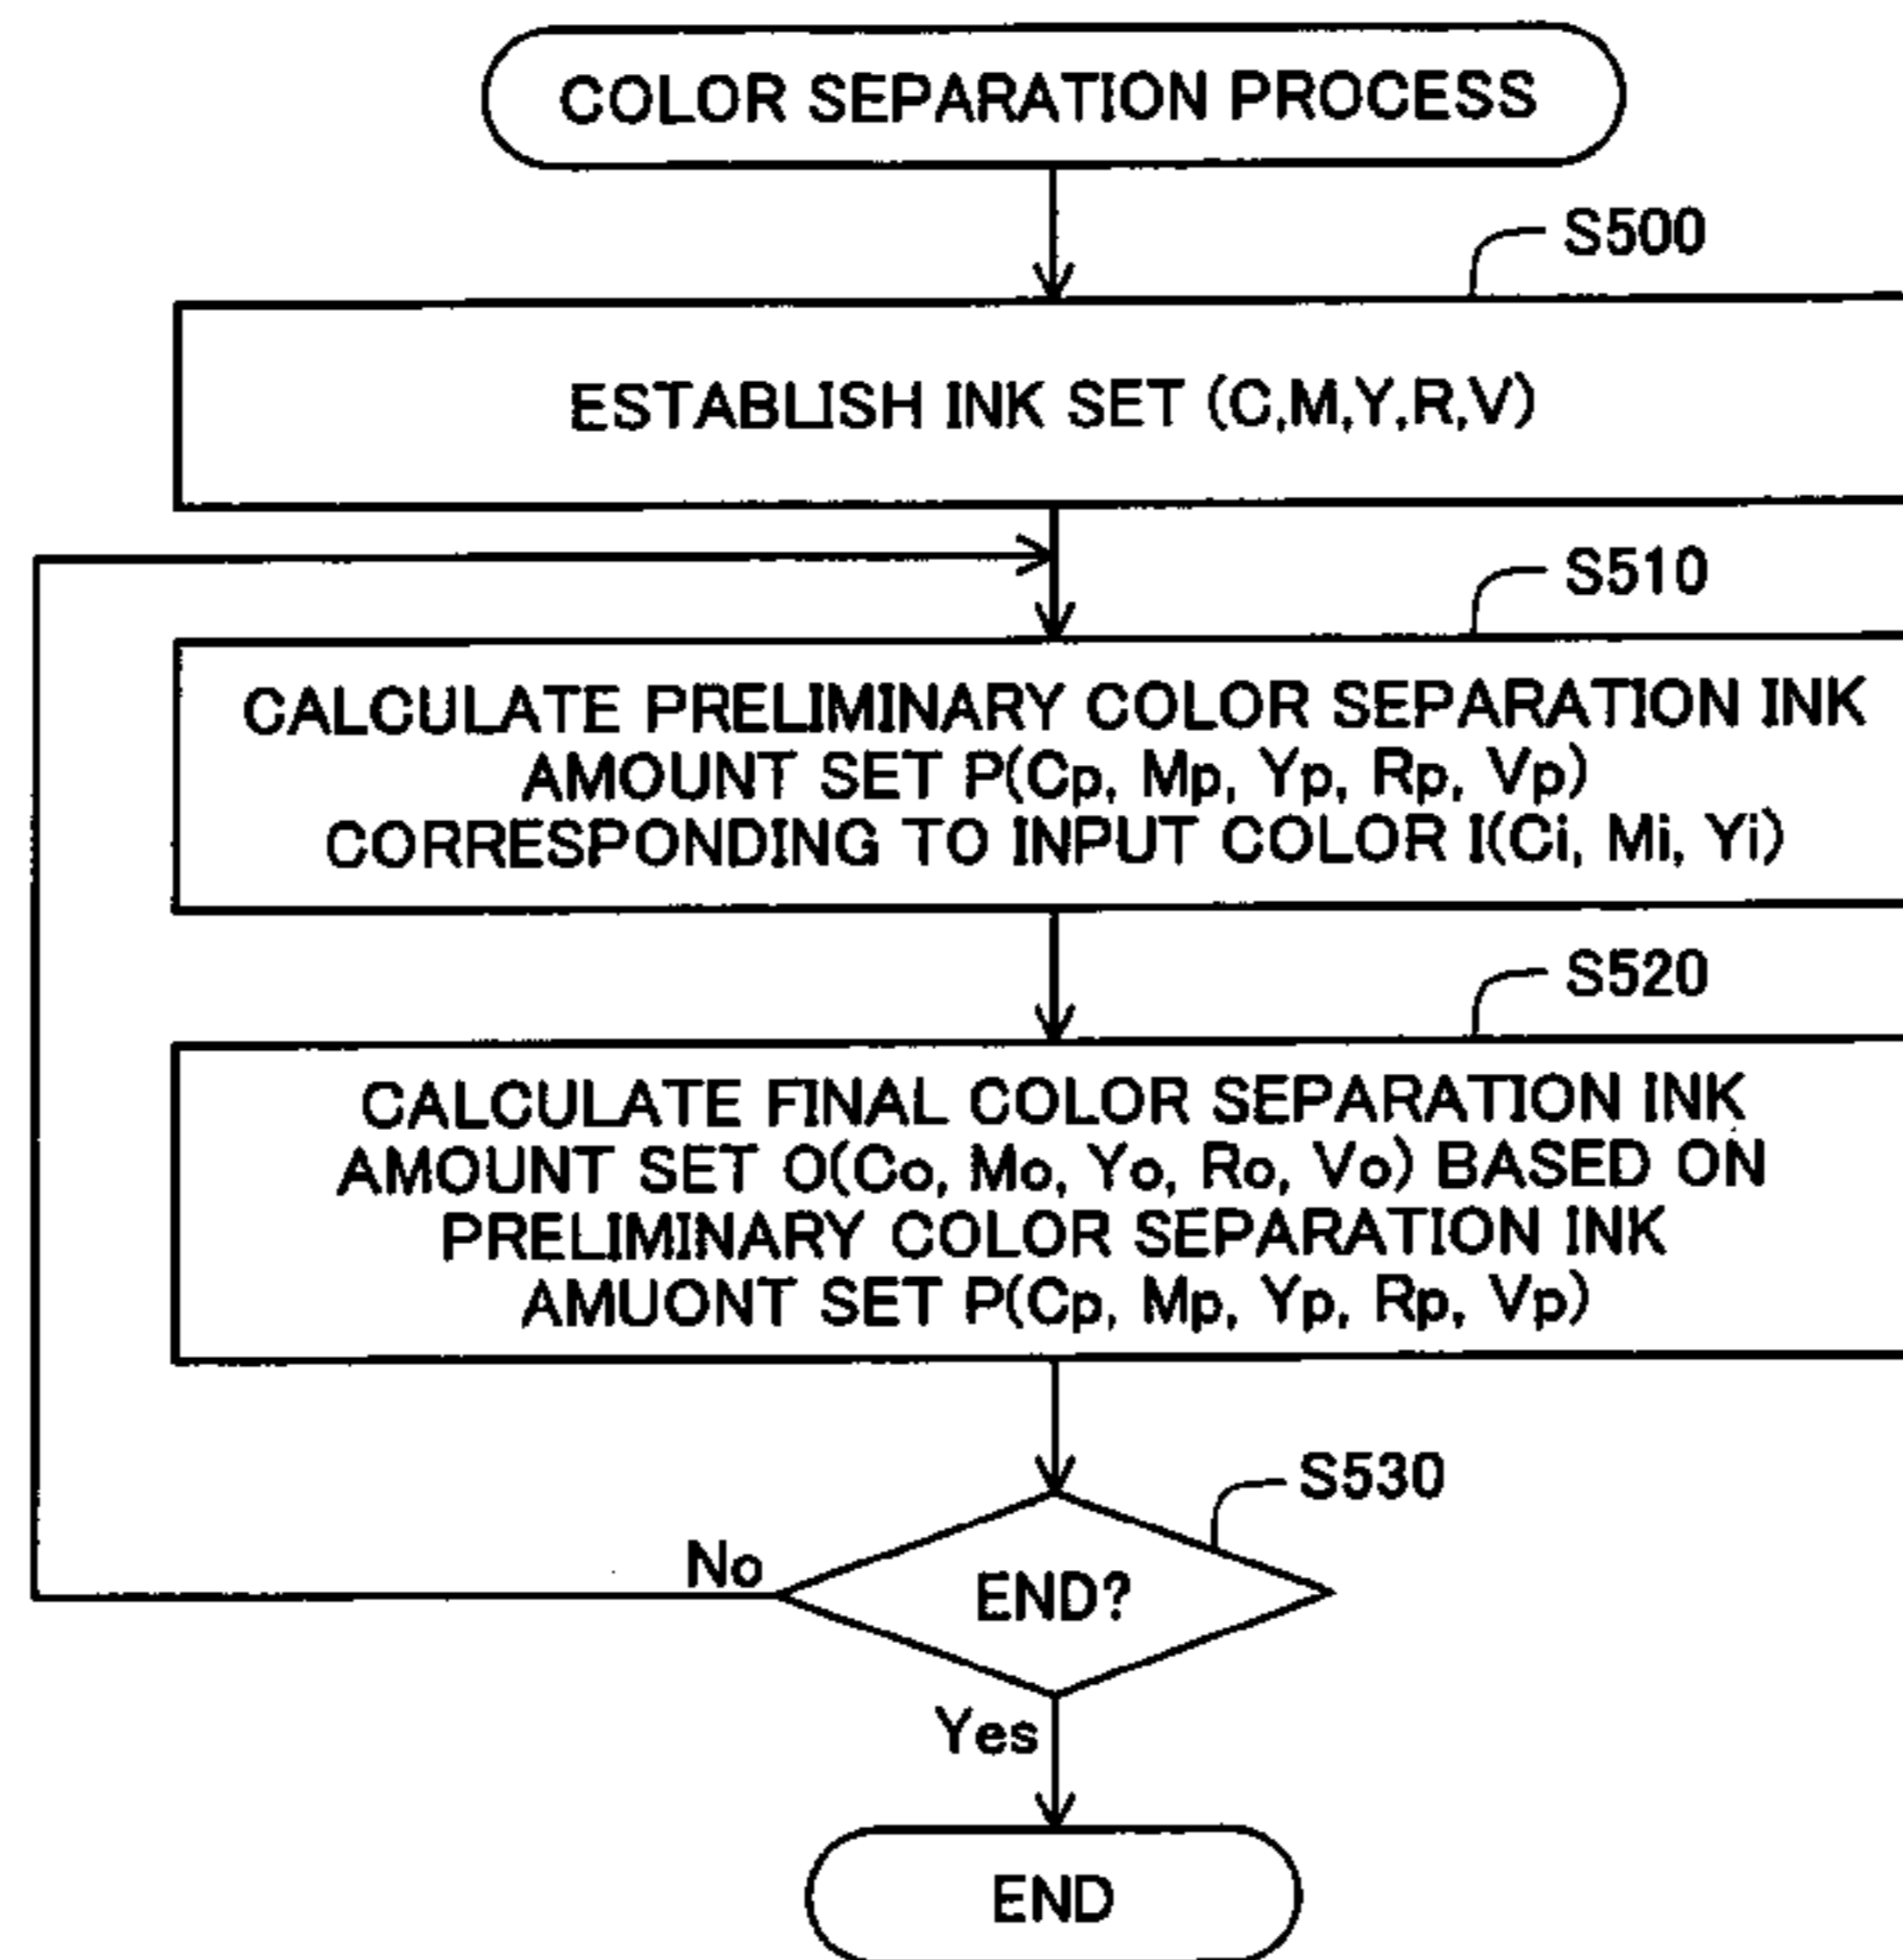 COLOR SEPARATION PROCESS
S500
ESTABLISH INK SET (C,M,Y,R,V)
S510
CALCULATE PRELIMINARY COLOR SEPARATION INK
AMOUNT SET P(Cp, Mp, Yp, Rp, Vp)
CORRESPONDING TO INPUT COLOR I(Ci, Mi, Yi)
S520
CALCULATE FINAL COLOR SEPARATION INK
AMOUNT SET O(Co, Mo, Yo, Ro, Vo) BASED ON
PRELIMINARY COLOR SEPARATION INK
AMUONT SET P(Cp, Mp, Yp, Rp, Vp)
S530
No
END?
Yes
END